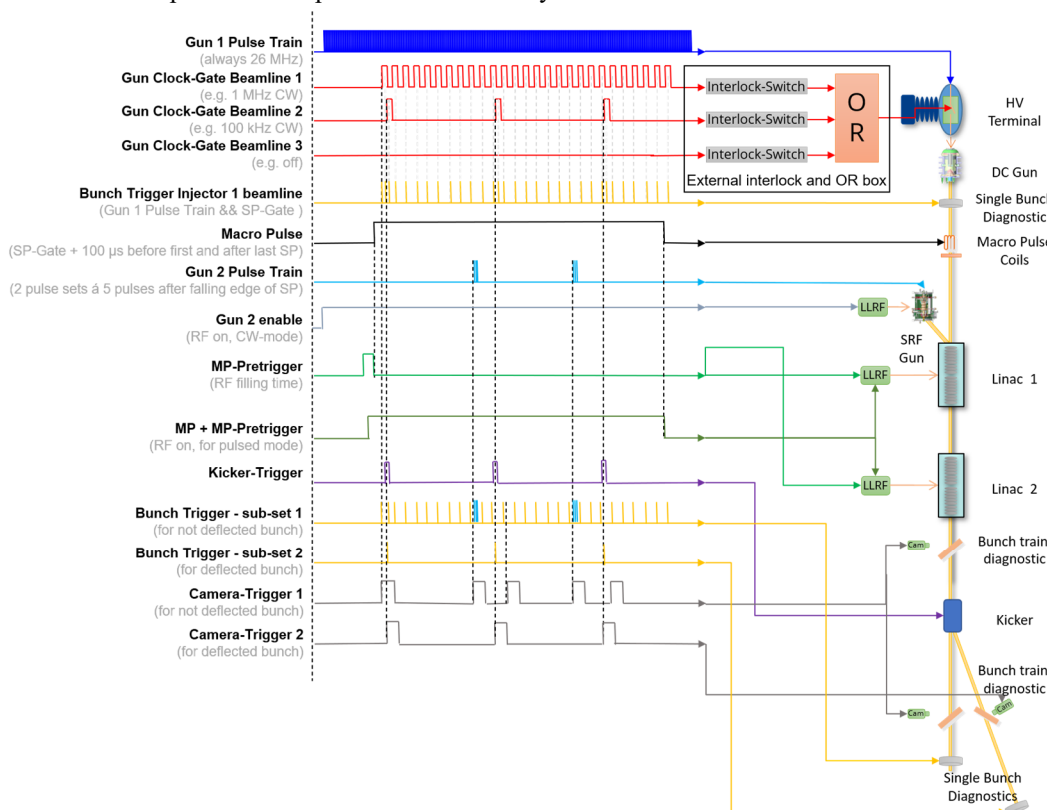 Gun 1 Pulse Train
(always 26 MHz)
Gun Clock-Gate Beamline 1
(e.g. 1 MHz CW)
Gun Clock-Gate Beamline 2
(e.g. 100 kHz CW)
Gun Clock-Gate Beamline 3
(e.g. off)
Bunch Trigger Injector 1 beamline
(Gun 1 Pulse Train && SP-Gate )
Macro Pulse
(SP-Gate + 100 µs before first and after last SP)
Gun 2 Pulse Train
(2 pulse sets á 5 pulses after falling edge of SP)
Gun 2 enable
(RF on, CW-mode)
MP-Pretrigger
(RF filling time)
MP + MP-Pretrigger
(RF on, for pulsed mode)
Kicker-Trigger
Bunch Trigger - sub-set 1
(for not deflected bunch)
Bunch Trigger - sub-set 2
(for deflected bunch)
Camera-Trigger 1
(for not deflected bunch)
Camera-Trigger 2
(for deflected bunch)
Interlock-Switch
Interlock-Switch
Interlock-Switch
O
R
External interlock and OR box
HV
Terminal
DC Gun
Single Bunch
Diagnostic
Macro Pulse
Coils
LLRF
SRF
Gun
LLRF
Linac 1
LLRF
Linac 2
Cam
Bunch train
diagnostic
Kicker
Bunch train
diagnostic
Cam
Cam
Single Bunch
Diagnostics